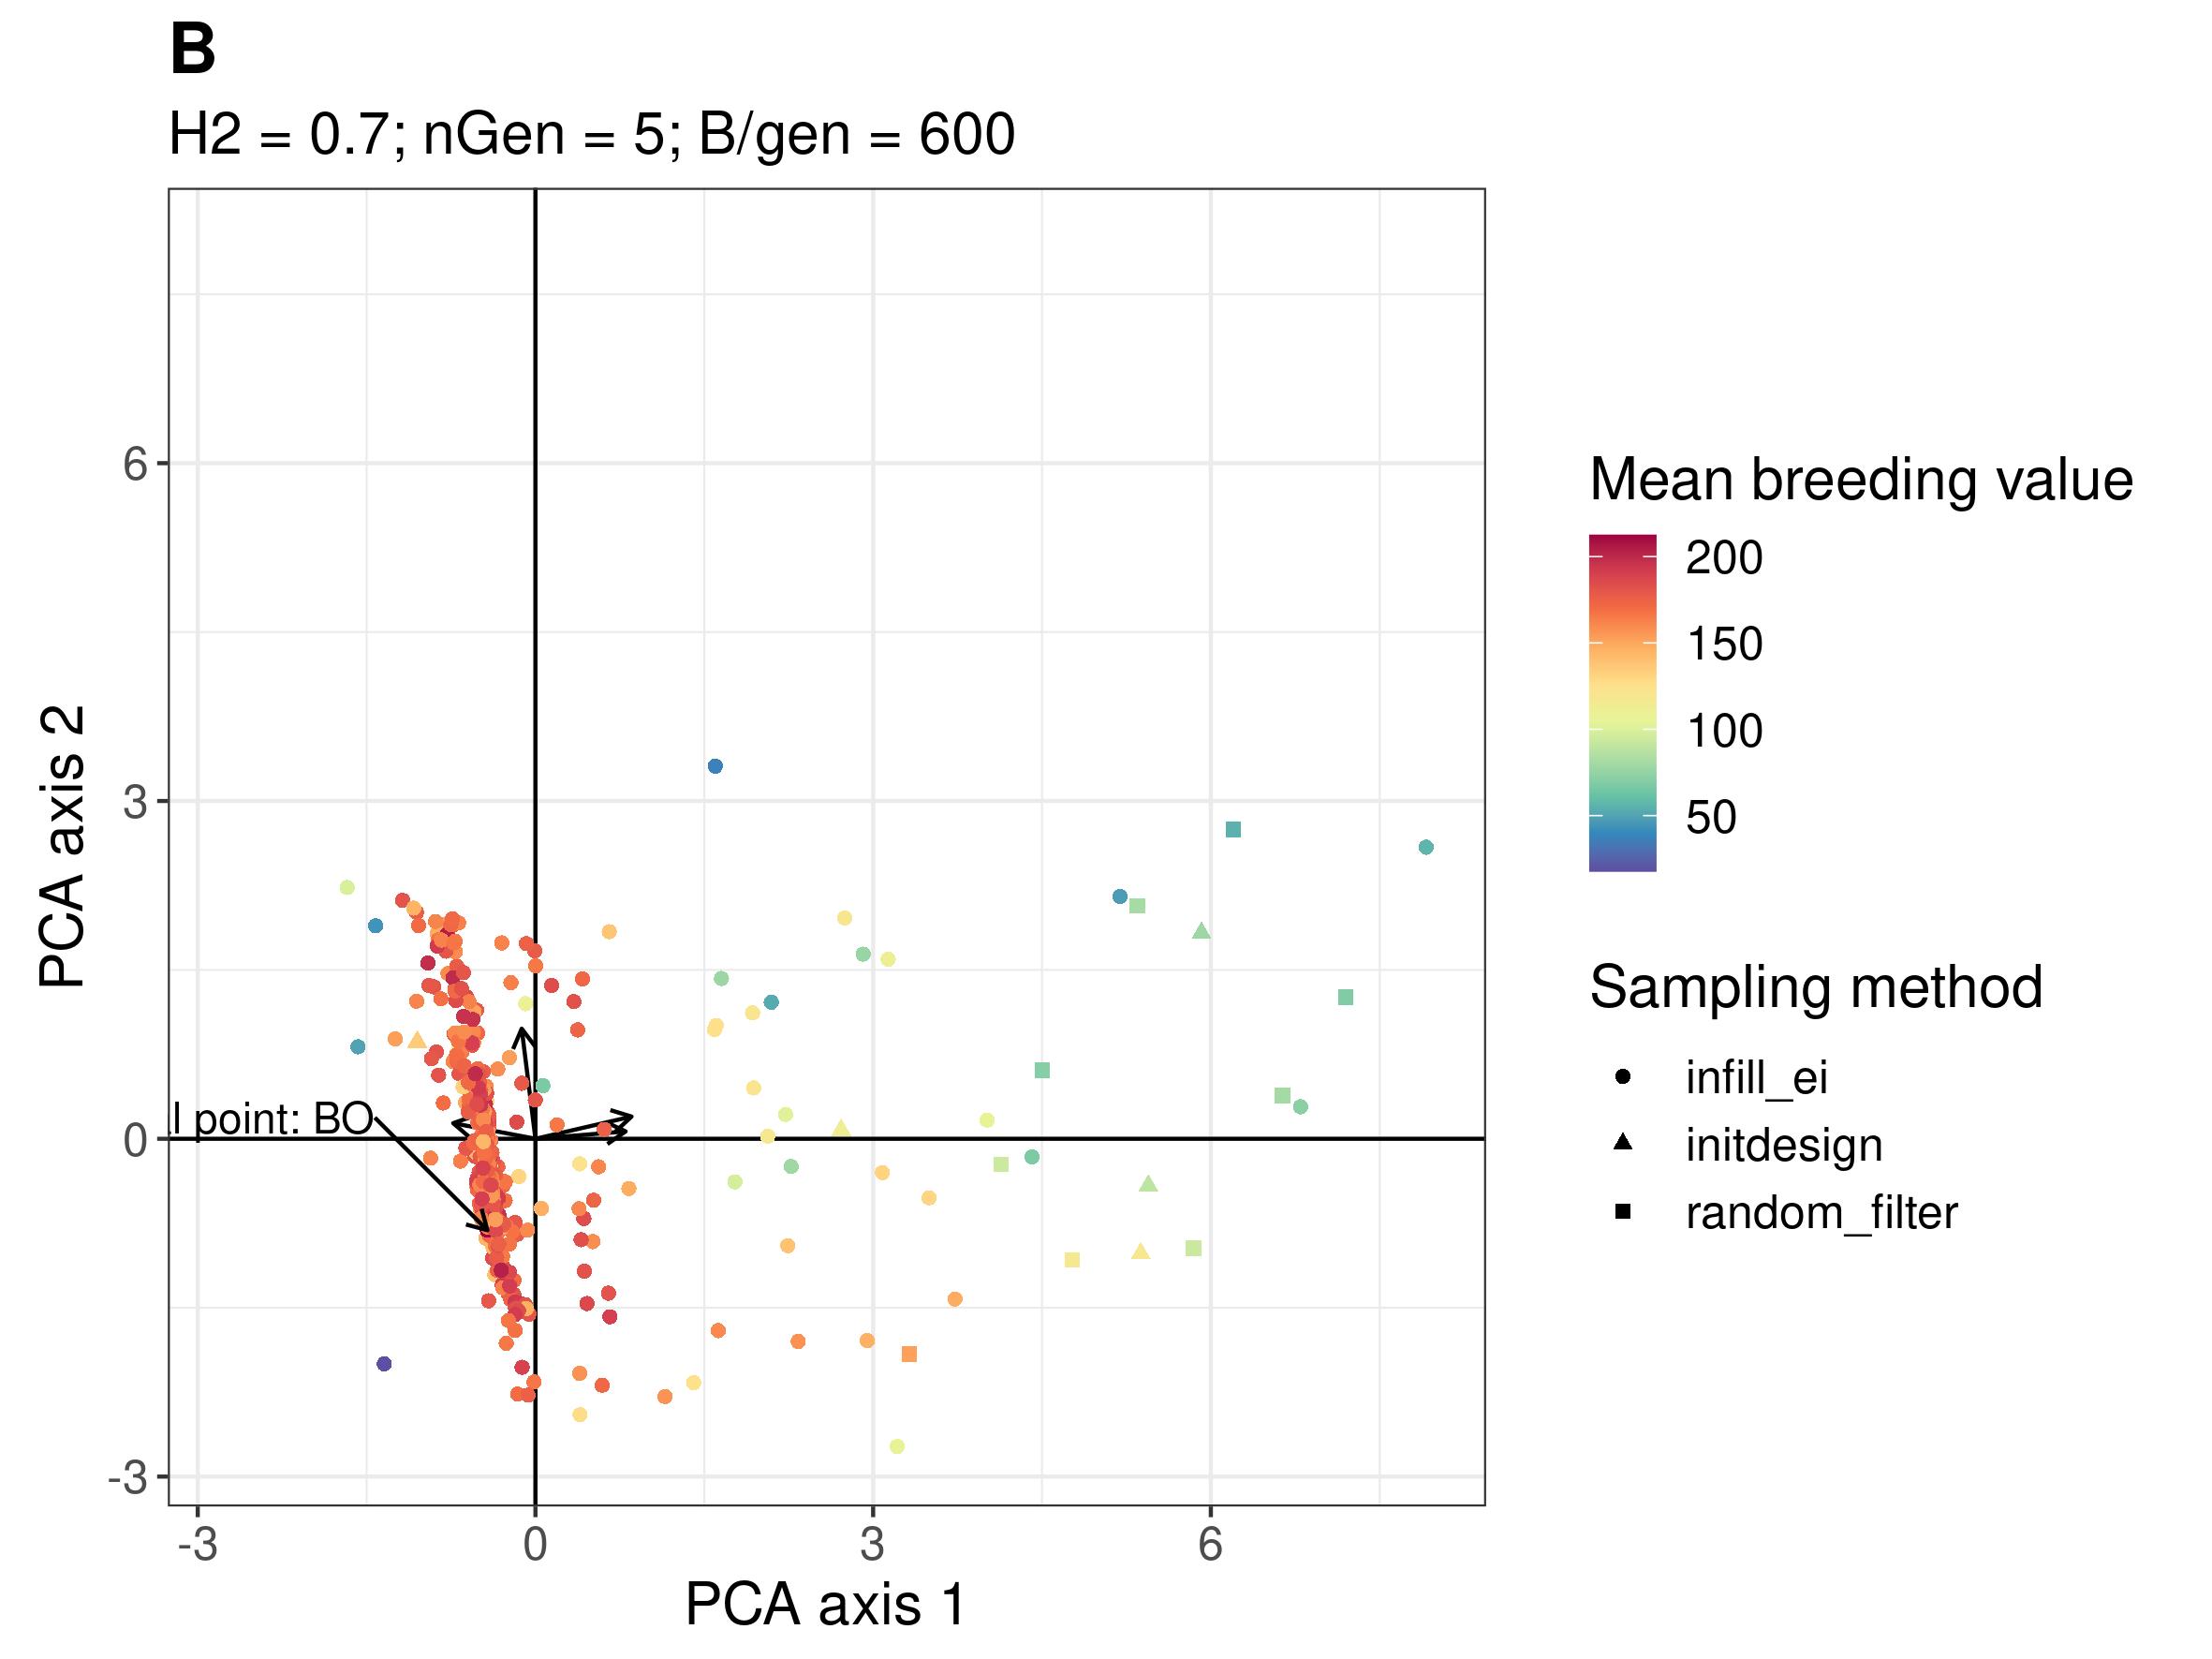 B
H2 = 0.7; nGen = 5; B/gen = 600
PCA axis 2
6
3
0
-3
l point: BO
-3
0
3
6
PCA axis 1
Mean breeding value
200
150
100
50
Sampling method
infill_ei
initdesign
random_filter